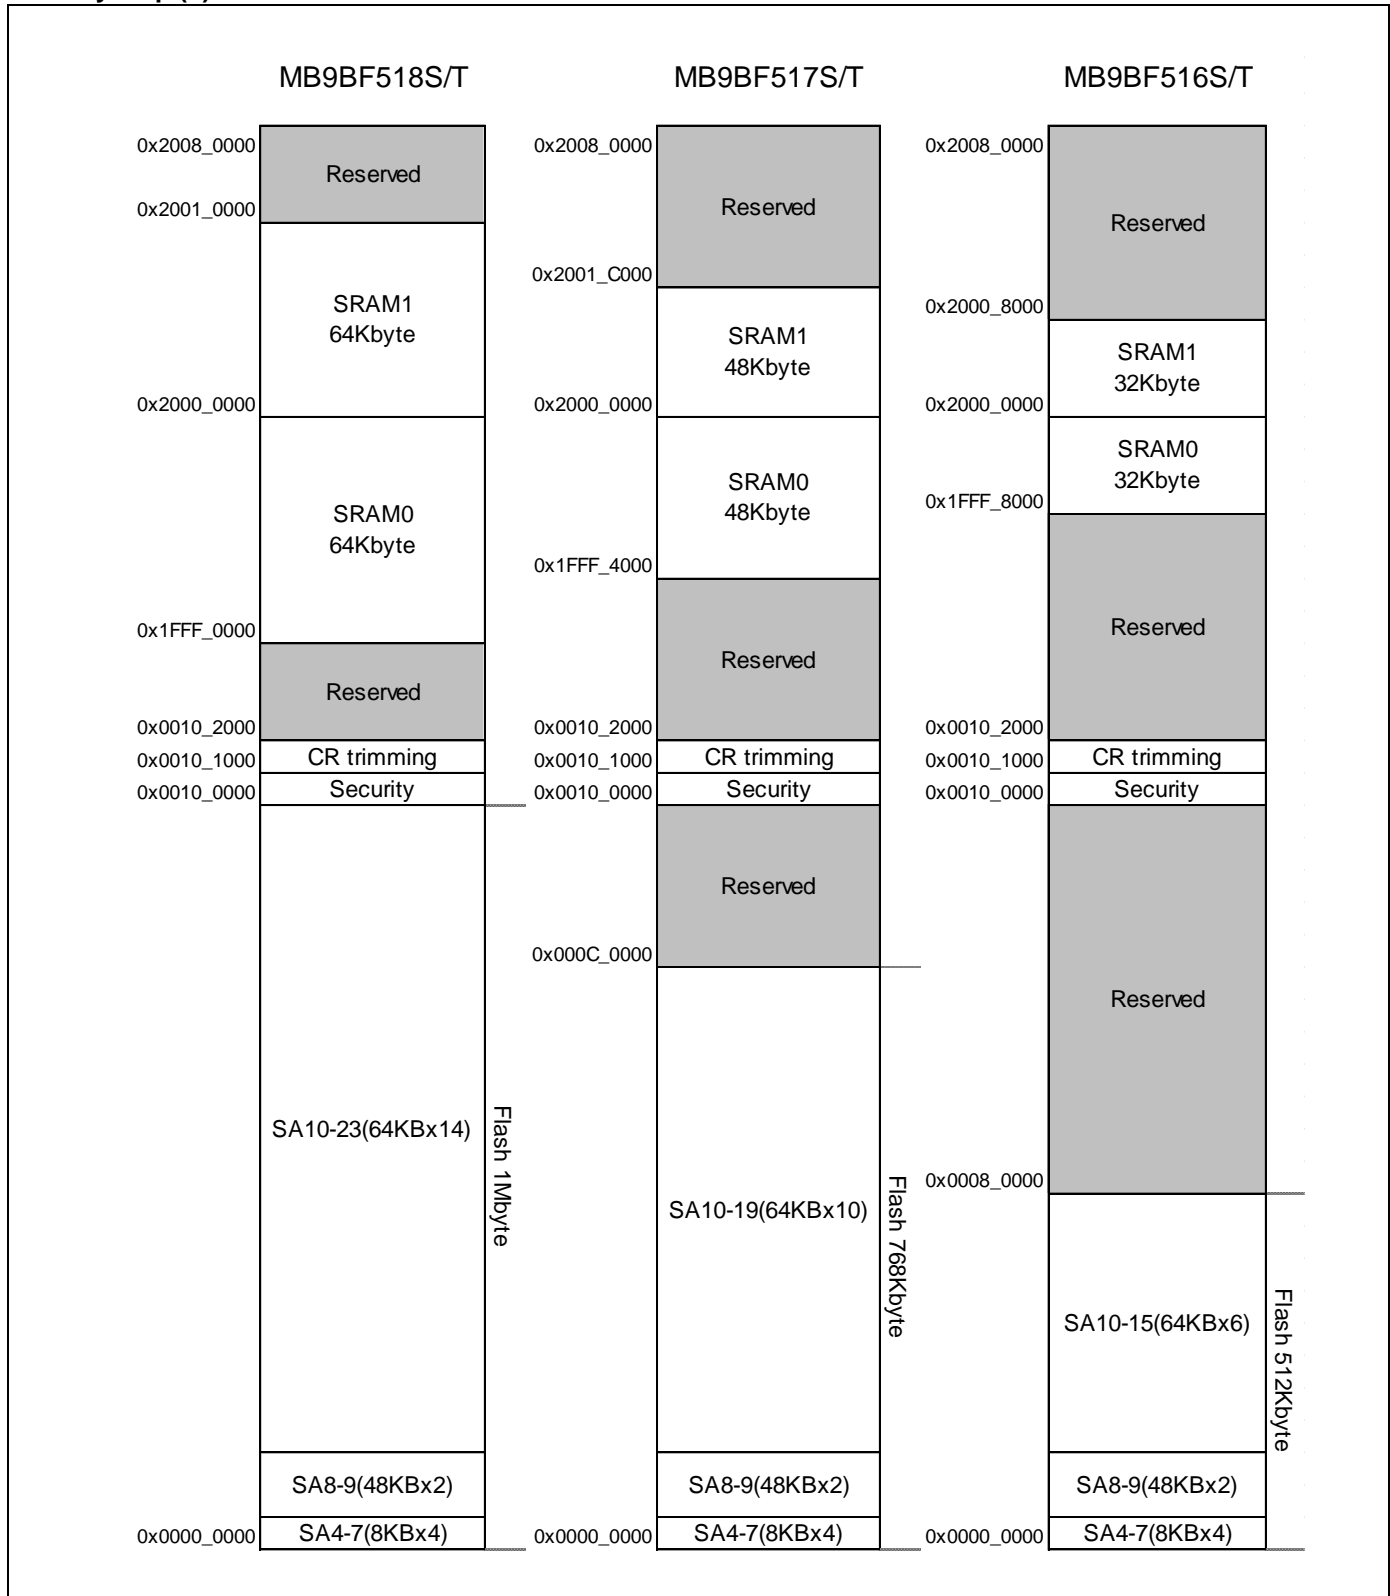 MB9BF518S/T
0x2008_0000
Reserved
0x2001_0000
SRAM1
64Kbyte
0x2000_0000
SRAM0
64Kbyte
0x1FFF_0000
Reserved
0x0010_2000
CR trimming
0x0010_1000
Security
0x0010_0000
SA10-23(64KBx14)
Flash 1Mbyte
SA8-9(48KBx2)
SA4-7(8KBx4)
0x0000_0000
MB9BF517S/T
0x2008_0000
Reserved
0x2001_C000
SRAM1
48Kbyte
0x2000_0000
SRAM0
48Kbyte
0x1FFF_4000
Reserved
0x0010_2000
CR trimming
0x0010_1000
Security
0x0010_0000
Reserved
0x000C_0000
SA10-19(64KBx10)
Flash 768Kbyte
SA8-9(48KBx2)
SA4-7(8KBx4)
0x0000_0000
MB9BF516S/T
0x2008_0000
Reserved
0x2000_8000
SRAM1
32Kbyte
0x2000_0000
SRAM0
32Kbyte
0x1FFF_8000
Reserved
0x0010_2000
CR trimming
0x0010_1000
Security
0x0010_0000
Reserved
0x0008_0000
SA10-15(64KBx6)
Flash 512Kbyte
SA8-9(48KBx2)
SA4-7(8KBx4)
0x0000_0000